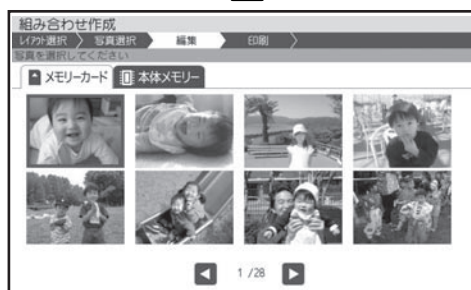 組み合わせ作成
ﾚｲｱｳﾄ選択 写真選択 編集 印刷
写真を選択してください
メモリーカード 本体メモリー
1 /28